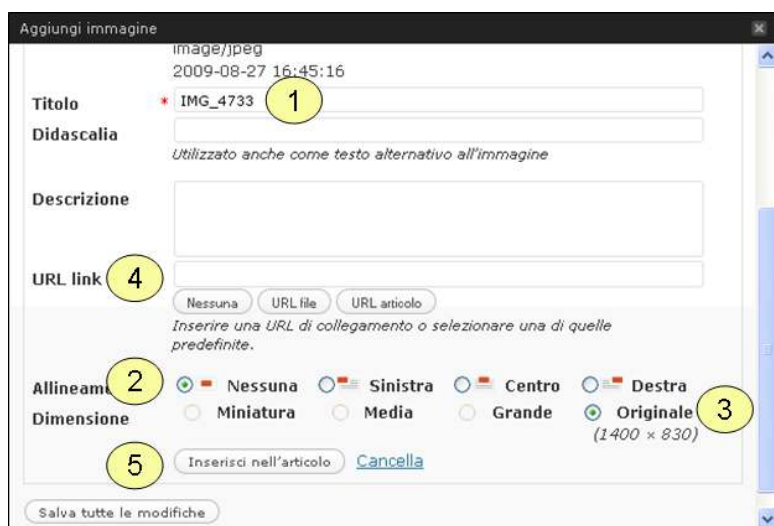 Aggiungi immagine
image/jpeg
2009-08-27 16:45:16
Titolo * IMG_4733 1
Didascalia
Utilizzato anche come testo alternativo all'immagine
Descrizione
URL link 4
Nessuna URL file URL articolo
Inserire una URL di collegamento o selezionare una di quelle
predefinite.
2 Nessuna Sinistra Centro Destra
Dimensione Miniatura Media Grande Originale 3
(1400 × 830)
5 Inserisci nell'articolo Cancella
Salva tutte le modifiche